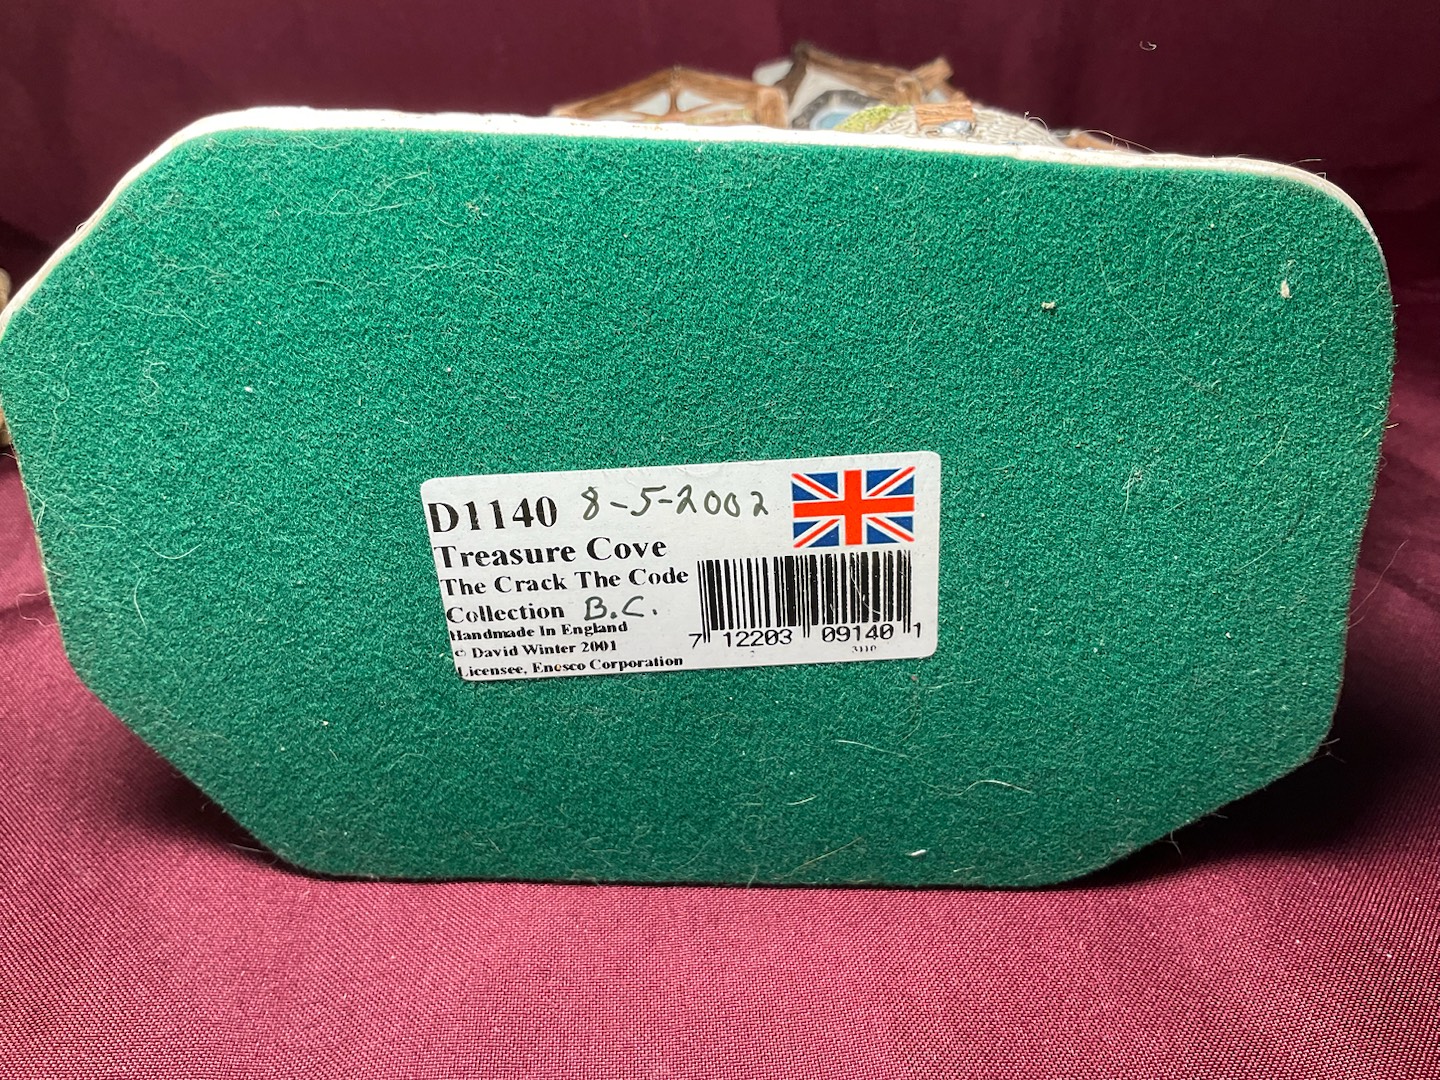 D1140 8-5-2002
Treasure Cove
The Crack The Code
Collection B.C.
Handmade In England
© David Winter 2001
Licensee, Enesco Corporation
7 12203 09140 1